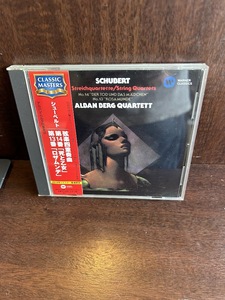 CLASSIC
MASTERS
SCHUBERT
Streichquartette/String Quartets
No.14 "DER TOD UND DAS MÄDCHEN"
No.13 "ROSAMUNDE"
ALBAN BERG QUARTETT
WARNER
CLASSICS
シューベルト
弦楽四重奏曲
第14番「死と乙女」
第13番「ロザムンデ」